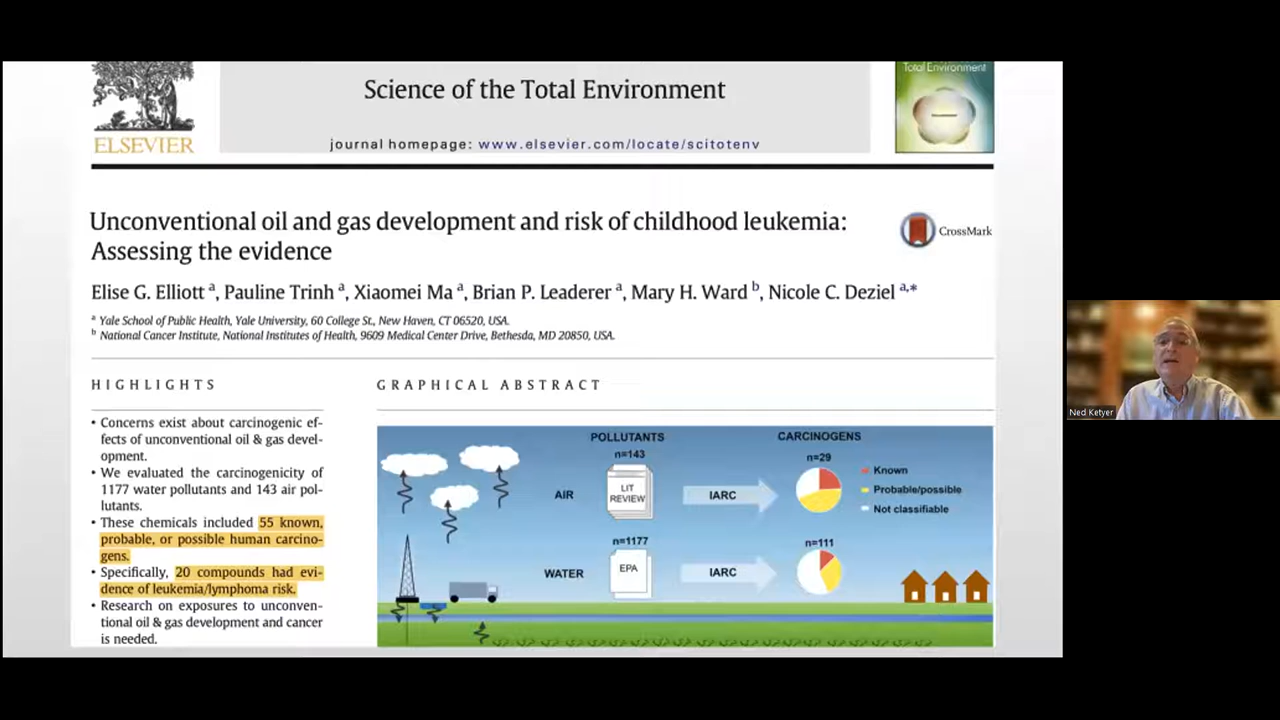 Science of the Total Environment
Total Environment
journal homepage: www.elsevier.com/locate/scitotenv
ELSEVIER
Unconventional oil and gas development and risk of childhood leukemia:
Assessing the evidence
CrossMark
Elise G. Elliott a, Pauline Trinh a, Xiaomei Ma a, Brian P. Leaderer a, Mary H. Ward b, Nicole C. Deziel a,*
a Yale School of Public Health, Yale University, 60 College St., New Haven, CT 06520, USA.
b National Cancer Institute, National Institutes of Health, 9609 Medical Center Drive, Bethesda, MD 20850, USA.
HIGHLIGHTS
• Concerns exist about carcinogenic ef-
fects of unconventional oil & gas devel-
opment.
• We evaluated the carcinogenicity of
1177 water pollutants and 143 air pol-
lutants.
• These chemicals included 55 known,
probable, or possible human carcino-
gens.
• Specifically, 20 compounds had evi-
dence of leukemia/lymphoma risk.
• Research on exposures to unconven-
tional oil & gas development and cancer
is needed.
GRAPHICAL ABSTRACT
POLLUTANTS
CARCINOGENS
n=143
n=29
AIR
LIT
REVIEW
IARC
Known
Probable/possible
Not classifiable
n=1177
n=111
WATER
EPA
IARC
Ned Ketyer